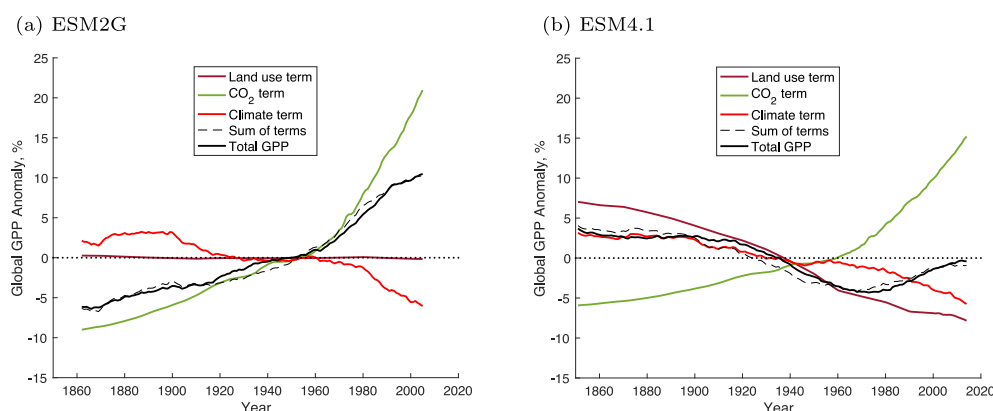 (a) ESM2G
25
20
15
10
5
0
-5
-10
-15
Global GPP Anomaly, %
Land use term
CO2 term
Climate term
Sum of terms
Total GPP
1860 1880 1900 1920 1940 1960 1980 2000 2020
Year
(b) ESM4.1
25
20
15
10
5
0
-5
-10
-15
Global GPP Anomaly, %
Land use term
CO2 term
Climate term
Sum of terms
Total GPP
1860 1880 1900 1920 1940 1960 1980 2000 2020
Year